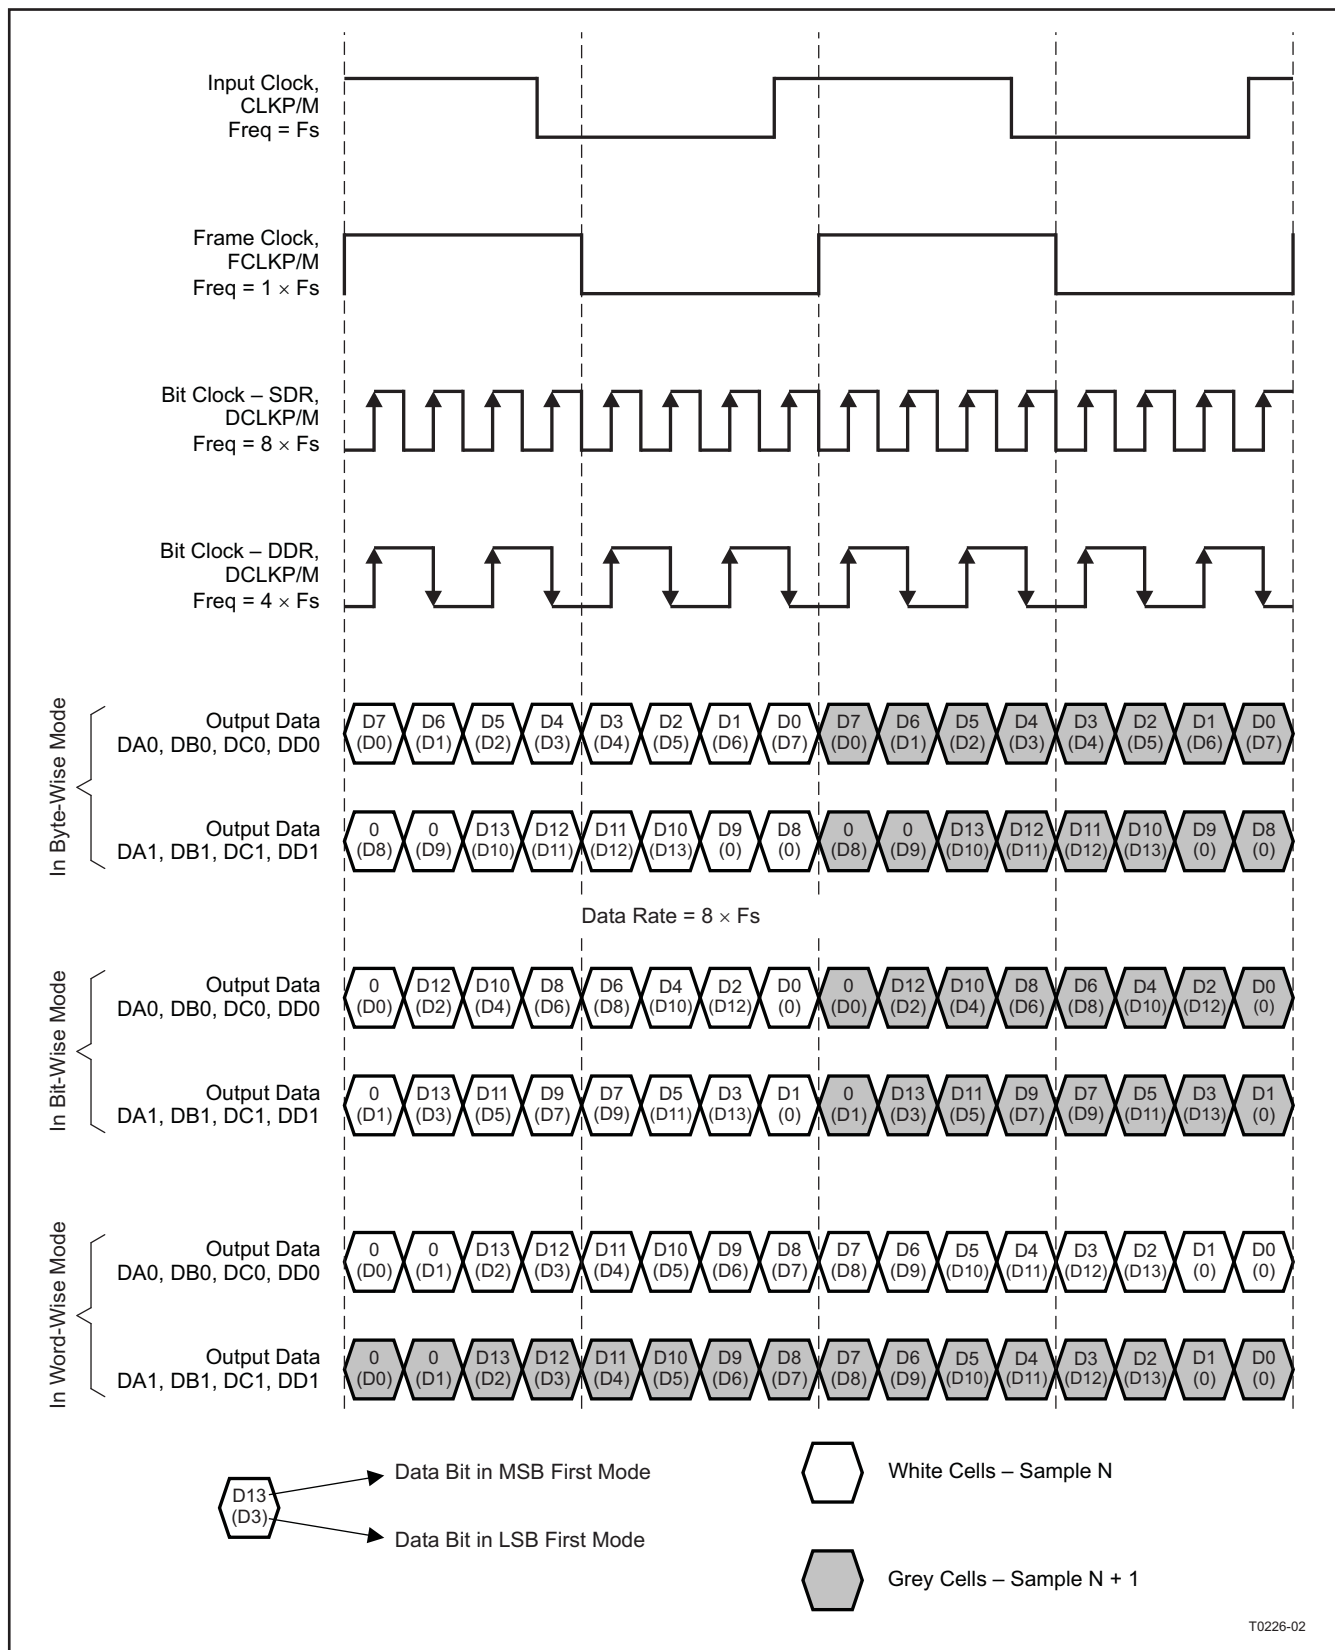 Input Clock,
CLKP/M
Freq = Fs
Frame Clock,
FCLKP/M
Freq = 1 × Fs
Bit Clock – SDR,
DCLKP/M
Freq = 8 × Fs
Bit Clock – DDR,
DCLKP/M
Freq = 4 × Fs
In Byte-Wise Mode
Output Data
DA0, DB0, DC0, DD0
D7 D6 D5 D4 D3 D2 D1 D0 D7 D6 D5 D4 D3 D2 D1 D0
(D0) (D1) (D2) (D3) (D4) (D5) (D6) (D7) (D0) (D1) (D2) (D3) (D4) (D5) (D6) (D7)
Output Data
DA1, DB1, DC1, DD1
0 0 D13 D12 D11 D10 D9 D8 0 0 D13 D12 D11 D10 D9 D8
(D8) (D9) (D10) (D11) (D12) (D13) (0) (0) (D8) (D9) (D10) (D11) (D12) (D13) (0) (0)
Data Rate = 8 × Fs
In Bit-Wise Mode
Output Data
DA0, DB0, DC0, DD0
0 D12 D10 D8 D6 D4 D2 D0 0 D12 D10 D8 D6 D4 D2 D0
(D0) (D2) (D4) (D6) (D8) (D10) (D12) (0) (D0) (D2) (D4) (D6) (D8) (D10) (D12) (0)
Output Data
DA1, DB1, DC1, DD1
0 D13 D11 D9 D7 D5 D3 D1 0 D13 D11 D9 D7 D5 D3 D1
(D1) (D3) (D5) (D7) (D9) (D11) (D13) (0) (D1) (D3) (D5) (D7) (D9) (D11) (D13) (0)
In Word-Wise Mode
Output Data
DA0, DB0, DC0, DD0
0 0 D13 D12 D11 D10 D9 D8 D7 D6 D5 D4 D3 D2 D1 D0
(D0) (D1) (D2) (D3) (D4) (D5) (D6) (D7) (D8) (D9) (D10) (D11) (D12) (D13) (0) (0)
Output Data
DA1, DB1, DC1, DD1
0 0 D13 D12 D11 D10 D9 D8 D7 D6 D5 D4 D3 D2 D1 D0
(D0) (D1) (D2) (D3) (D4) (D5) (D6) (D7) (D8) (D9) (D10) (D11) (D12) (D13) (0) (0)
D13
(D3)
Data Bit in MSB First Mode
Data Bit in LSB First Mode
White Cells – Sample N
Grey Cells – Sample N + 1
T0226-02